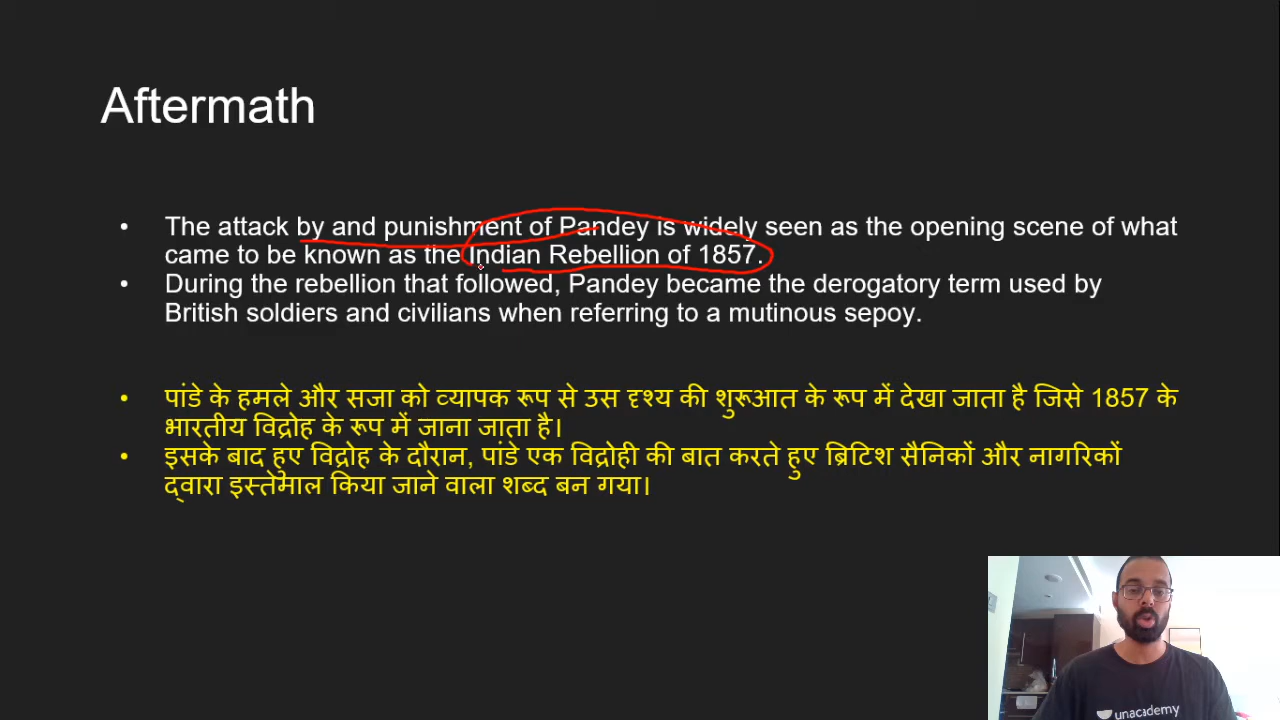 Aftermath
• The attack by and punishment of Pandey is widely seen as the opening scene of what
came to be known as the Indian Rebellion of 1857.
• During the rebellion that followed, Pandey became the derogatory term used by
British soldiers and civilians when referring to a mutinous sepoy.
• पांडे के हमले और सजा को व्यापक रूप से उस दृश्य की शुरूआत के रूप में देखा जाता है जिसे 1857 के
भारतीय विद्रोह के रूप में जाना जाता है।
• इसके बाद हुए विद्रोह के दौरान, पांडे एक विद्रोही की बात करते हुए ब्रिटिश सैनिकों और नागरिकों
द्वारा इस्तेमाल किया जाने वाला शब्द बन गया।
unacademy